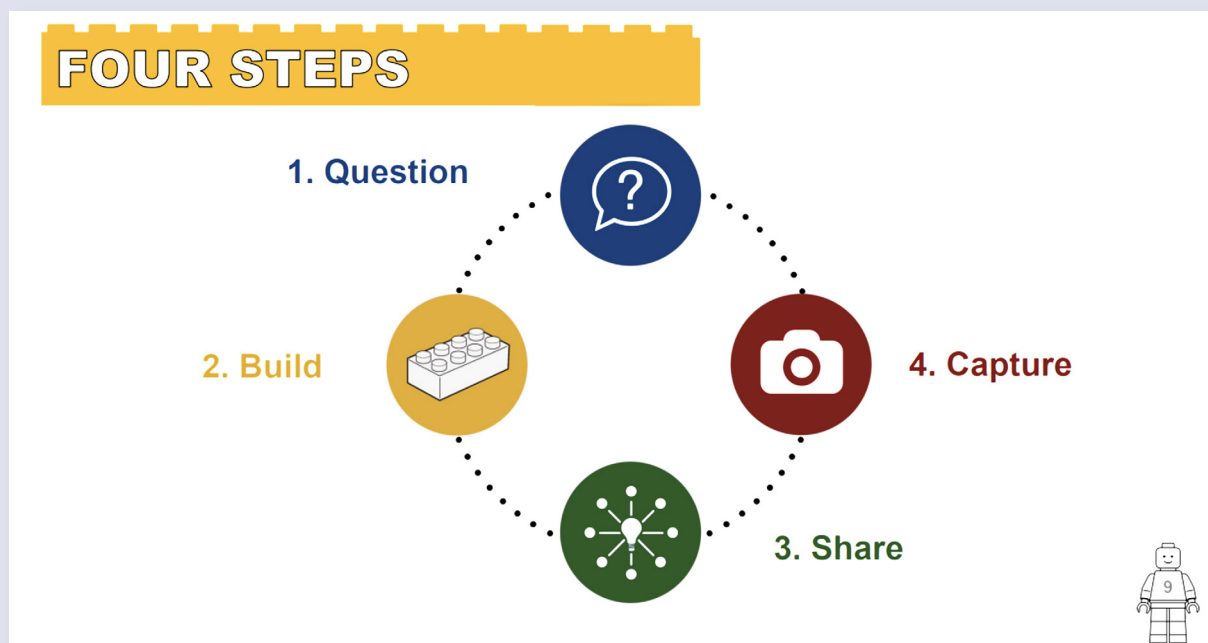 FOUR STEPS
1. Question
?
2. Build
4. Capture
3. Share
9